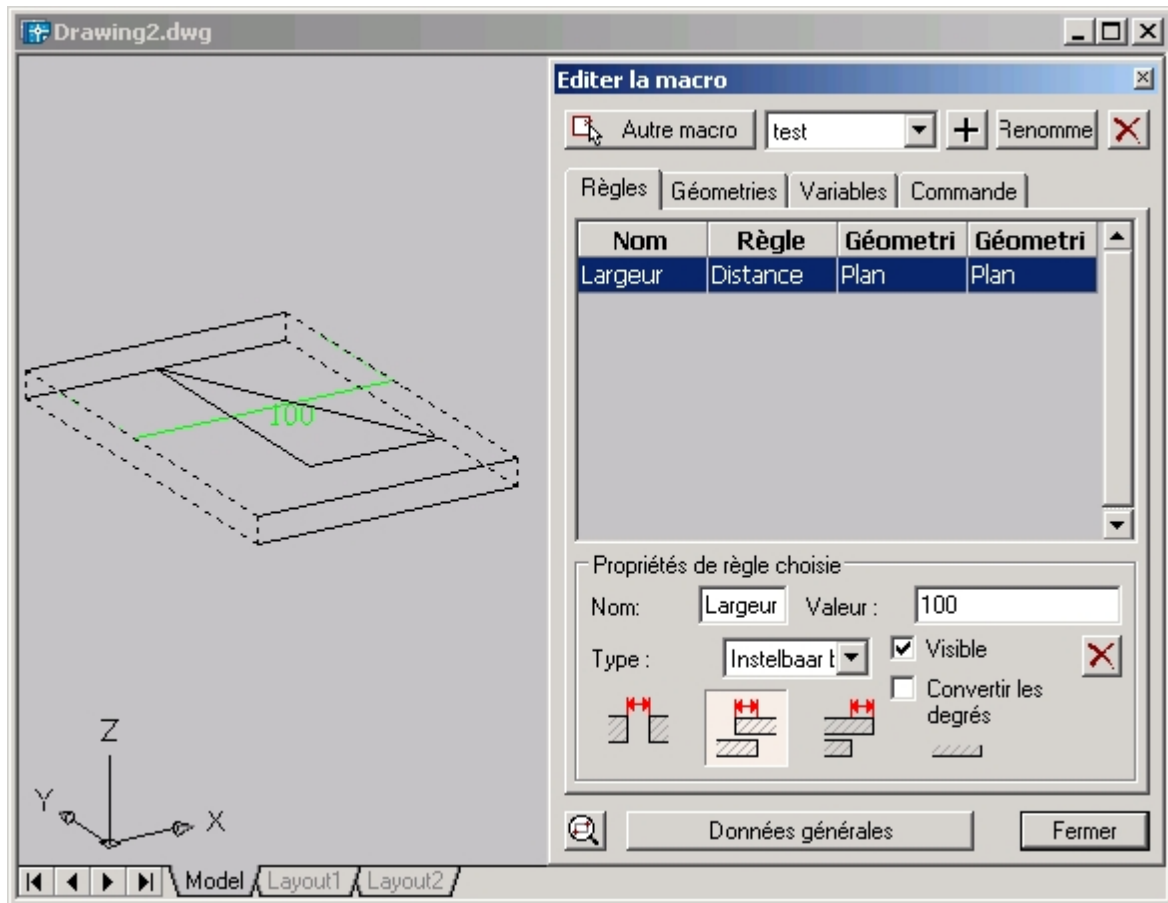 Drawing2.dwg
Editer la macro
Autre macro test Renomme
Règles Géometries Variables Commande
Nom Règle Géometri Géometri
Largeur Distance Plan Plan
100
Propriétés de règle choisie
Nom: Largeur Valeur : 100
Type : Instelbaar t Visible
Convertir les
degrés
Z
Y
X
Données générales Fermer
Model Layout1 Layout2